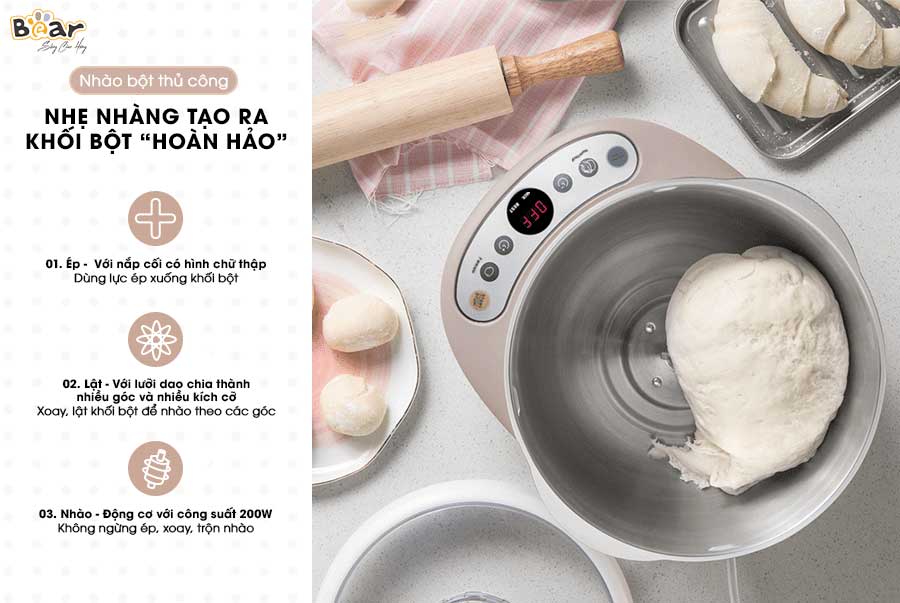 Bear
Nhào bột thủ công
NHẸ NHÀNG TẠO RA
KHỐI BỘT “HOÀN HẢO”
01. Ép - Với nắp cối có hình chữ thập
Dùng lực ép xuống khối bột
02. Lật - Với lưỡi dao chia thành
nhiều góc và nhiều kích cỡ
Xoay, lật khối bột để nhào theo các góc
03. Nhào - Động cơ với công suất 200W
Không ngừng ép, xoay, trộn nhào
OFF